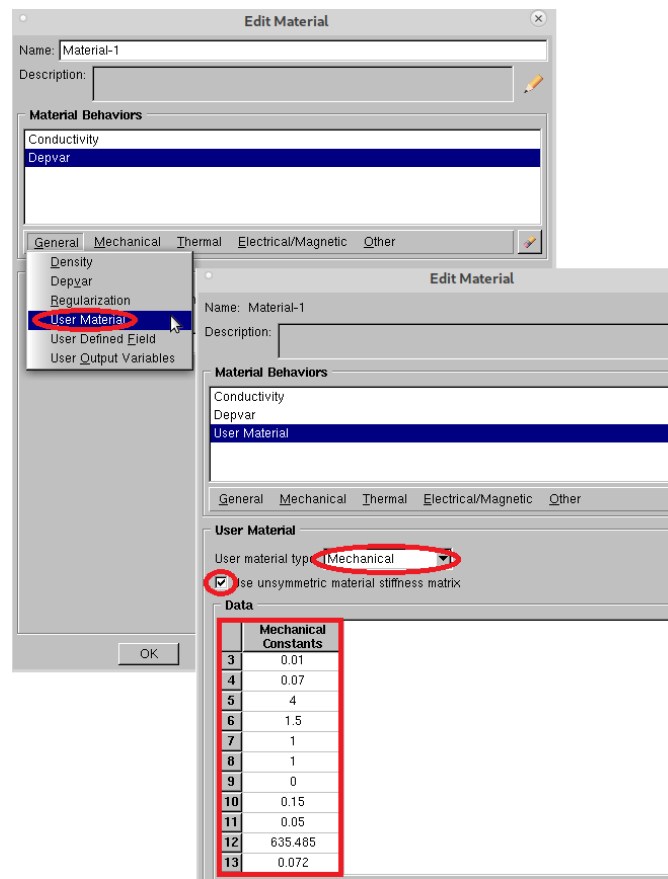 Edit Material
Name: Material-1
Description:
Material Behaviors
Conductivity
Depvar
General Mechanical Thermal Electrical/Magnetic Other
Density
Depvar
Regularization
User Material
User Defined Field
User Output Variables
OK
Edit Material
Name: Material-1
Description:
Material Behaviors
Conductivity
Depvar
User Material
General Mechanical Thermal Electrical/Magnetic Other
User Material
User material type: Mechanical
Use unsymmetric material stiffness matrix
Data
Mechanical
Constants
3 0.01
4 0.07
5 4
6 1.5
7 1
8 1
9 0
10 0.15
11 0.05
12 635.485
13 0.072